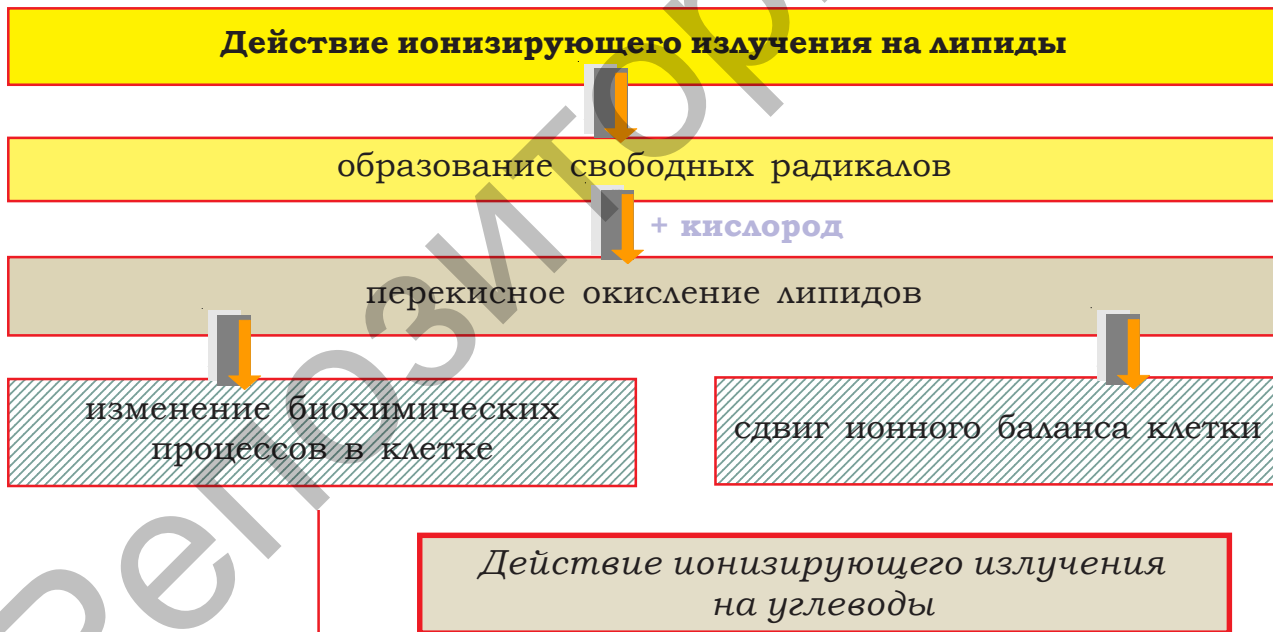 Действие ионизирующего излучения на липиды
образование свободных радикалов
+ кислород
перекисное окисление липидов
изменение биохимических
процессов в клетке
сдвиг ионного баланса клетки
Действие ионизирующего излучения
на углеводы
Репозитор